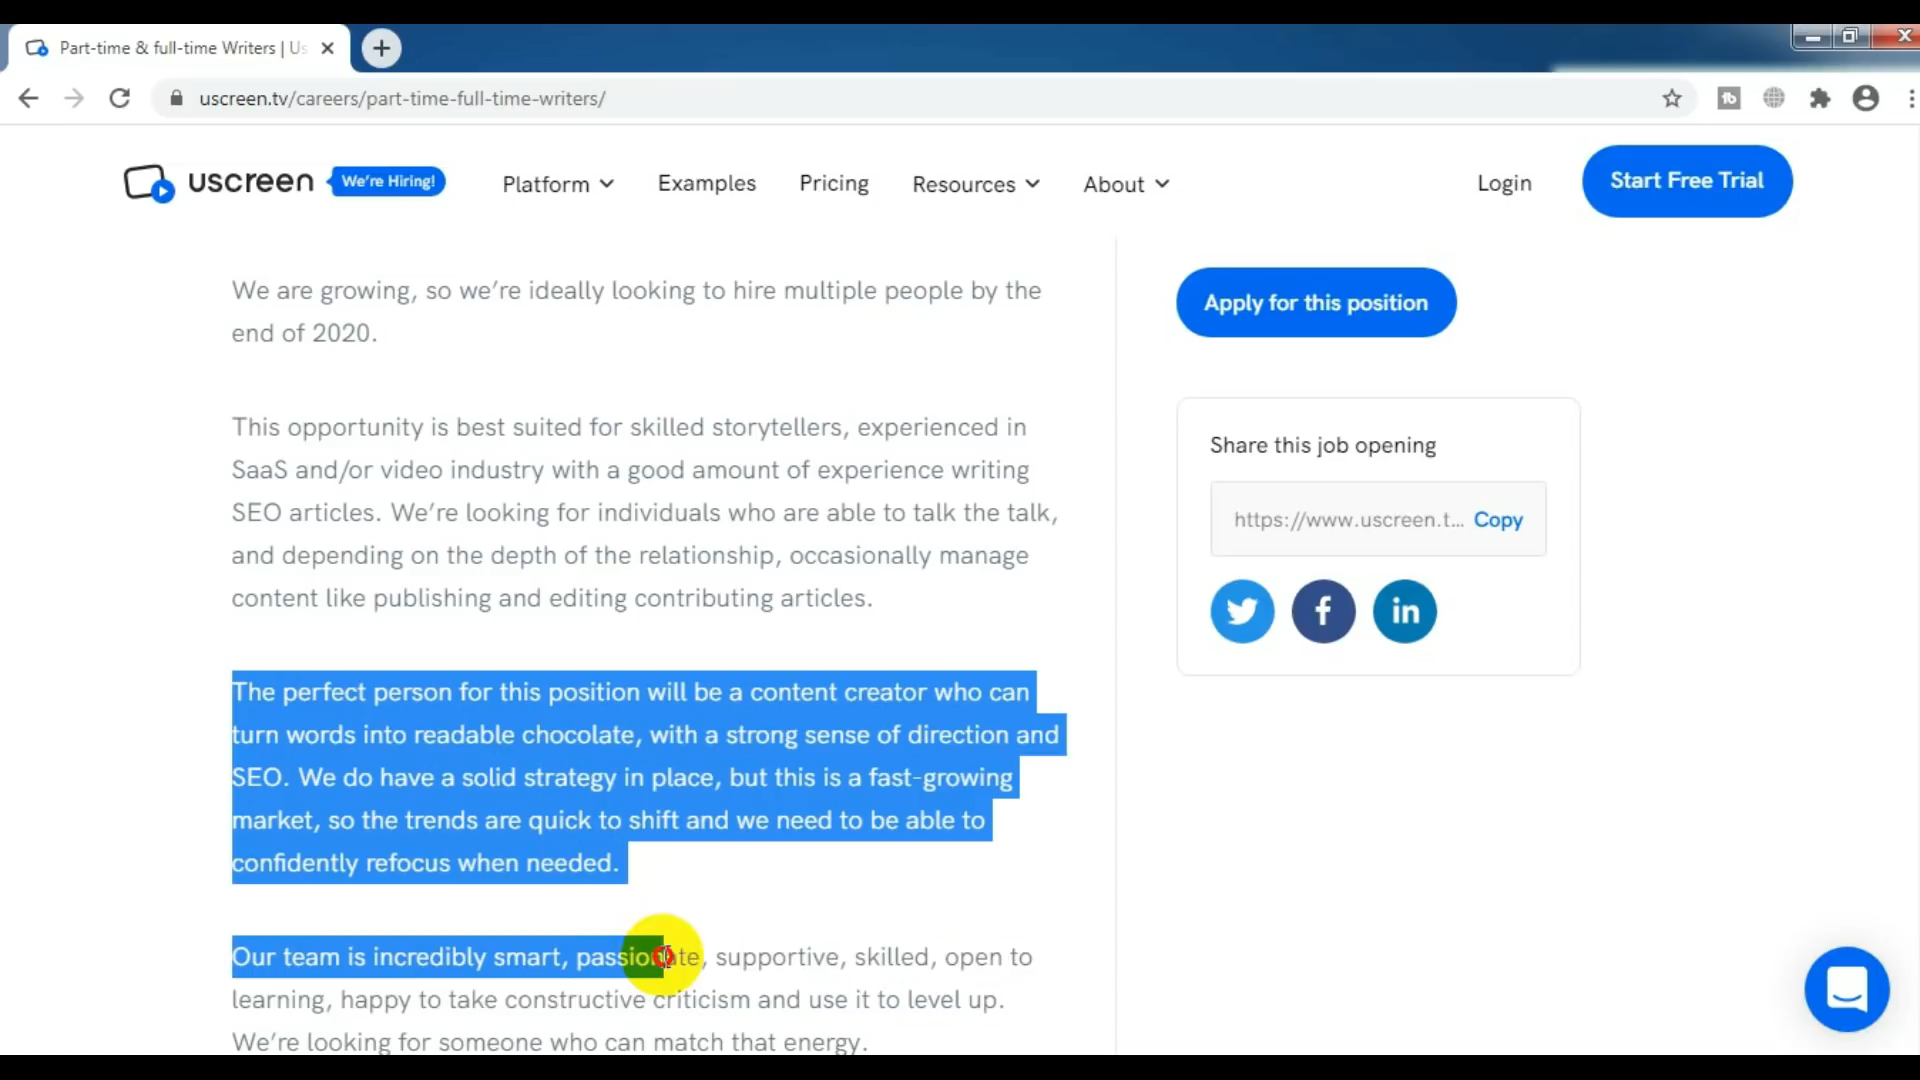 Part-time & full-time Writers | Us
uscreen.tv/careers/part-time-full-time-writers/
tb
uscreen
We're Hiring!
Platform
Examples
Pricing
Resources
About
Login
Start Free Trial
We are growing, so we're ideally looking to hire multiple people by the
end of 2020.
This opportunity is best suited for skilled storytellers, experienced in
SaaS and/or video industry with a good amount of experience writing
SEO articles. We're looking for individuals who are able to talk the talk,
and depending on the depth of the relationship, occasionally manage
content like publishing and editing contributing articles.
The perfect person for this position will be a content creator who can
turn words into readable chocolate, with a strong sense of direction and
SEO. We do have a solid strategy in place, but this is a fast-growing
market, so the trends are quick to shift and we need to be able to
confidently refocus when needed.
Our team is incredibly smart, passionate, supportive, skilled, open to
learning, happy to take constructive criticism and use it to level up.
We're looking for someone who can match that energy.
Apply for this position
Share this job opening
https://www.uscreen.t... Copy
f
in